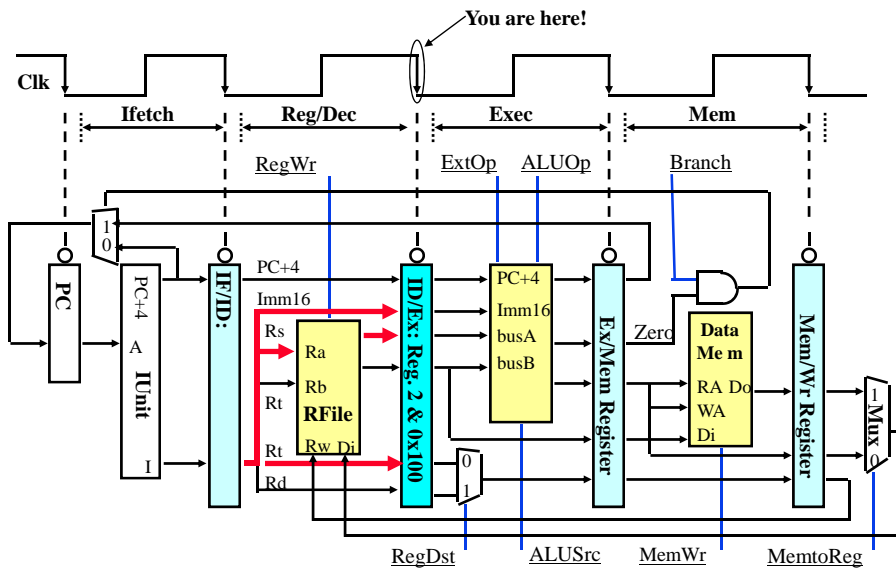 You are here!
Clk
Ifetch
Reg/Dec
Exec
Mem
RegWr
ExtOp
ALUOp
Branch
1
0
PC+4
PC+4
Imm16
Rs
Rt
Rt
Rd
PC
PC+4
A
IUnit
I
IF/ID:
Ra
Rb
RFile
Rw Di
ID/Ex: Reg. 2 & 0x100
Imm16
busA
busB
Ex/Mem Register
Zero
Data
Me m
RA Do
WA
Di
Mem/Wr Register
1
Mux
0
0
1
RegDst
ALUSrc
MemWr
MemtoReg